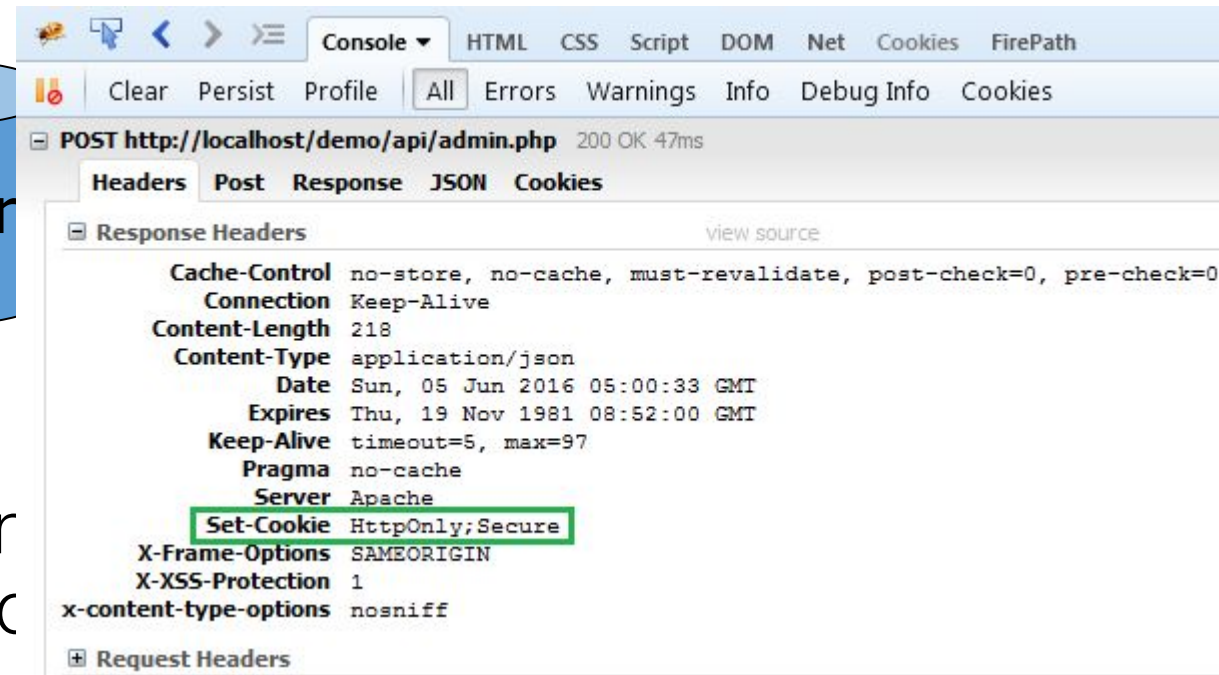 Console ▾ HTML CSS Script DOM Net Cookies FirePath
Clear Persist Profile All Errors Warnings Info Debug Info Cookies
POST http://localhost/demo/api/admin.php 200 OK 47ms
Headers Post Response JSON Cookies
Response Headers view source
Cache-Control no-store, no-cache, must-revalidate, post-check=0, pre-check=0
Connection Keep-Alive
Content-Length 218
Content-Type application/json
Date Sun, 05 Jun 2016 05:00:33 GMT
Expires Thu, 19 Nov 1981 08:52:00 GMT
Keep-Alive timeout=5, max=97
Pragma no-cache
Server Apache
Set-Cookie HttpOnly;Secure
X-Frame-Options SAMEORIGIN
X-XSS-Protection 1
x-content-type-options nosniff
Request Headers